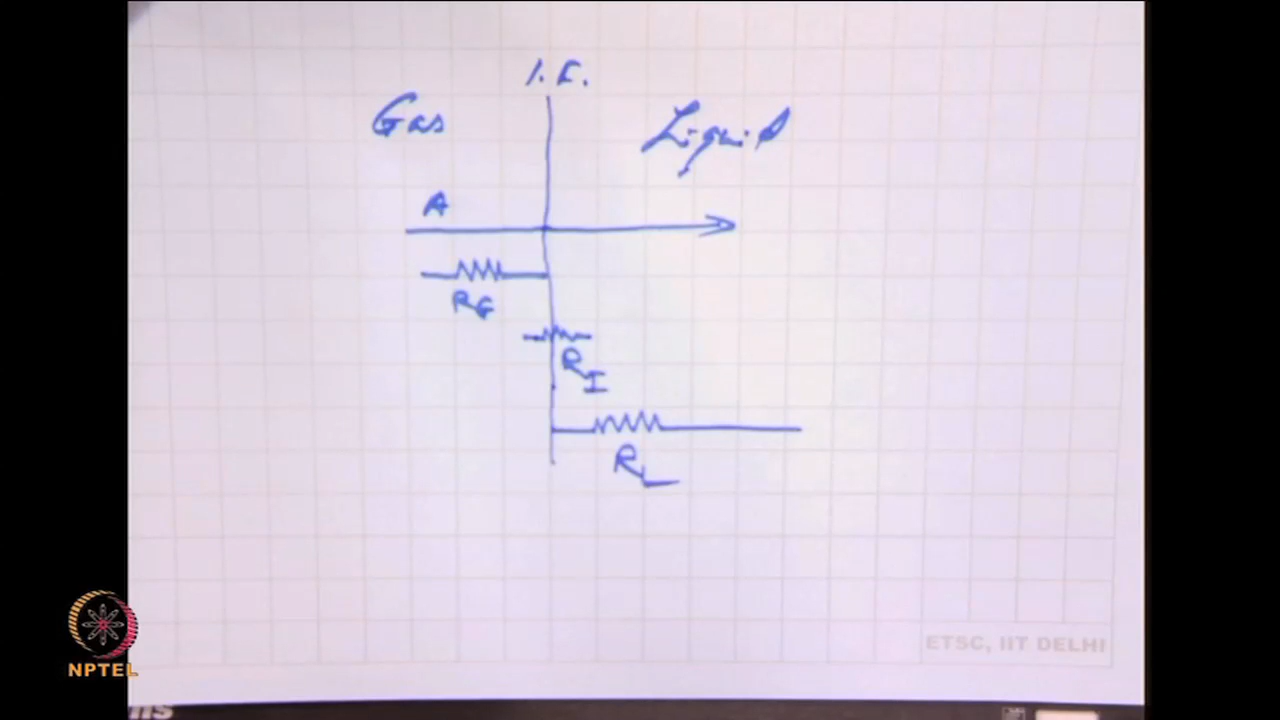 I.F.
Gas
Liquid
A
RG
RI
RL
ETSC, IIT DELHI
NPTEL